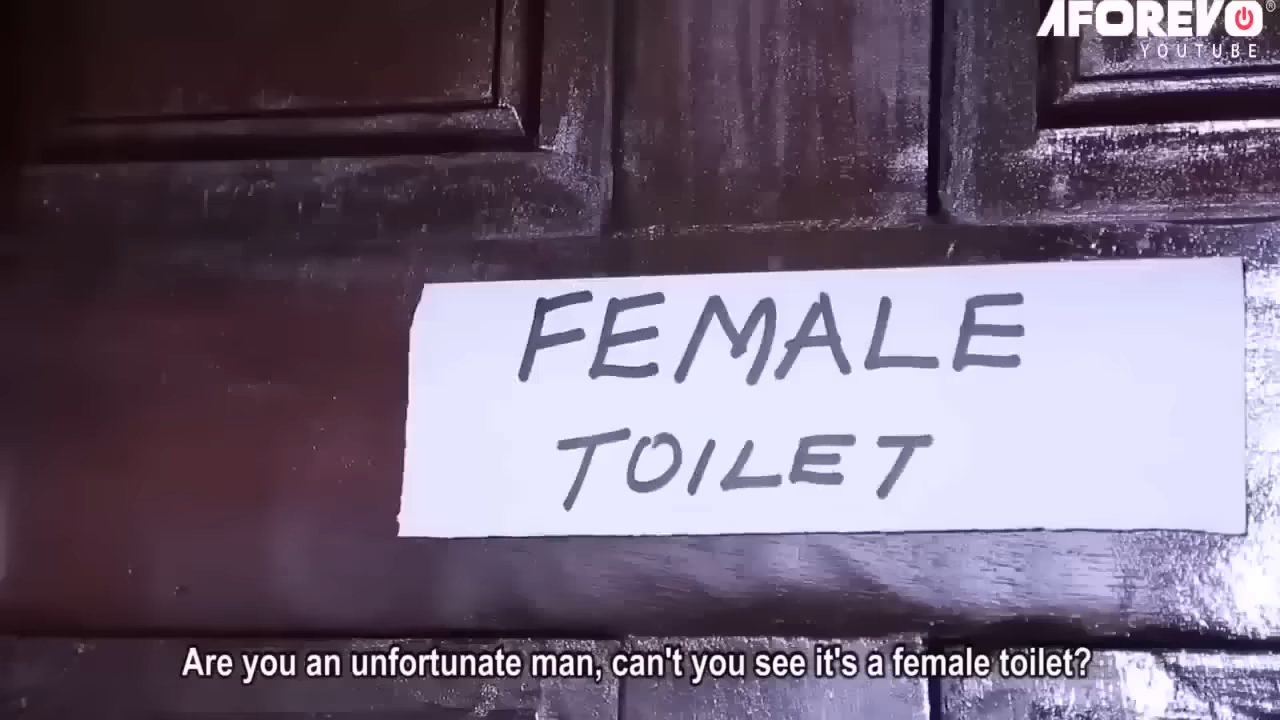 AFOREVO®
YOUTUBE
FEMALE
TOILET
Are you an unfortunate man, can't you see it's a female toilet?